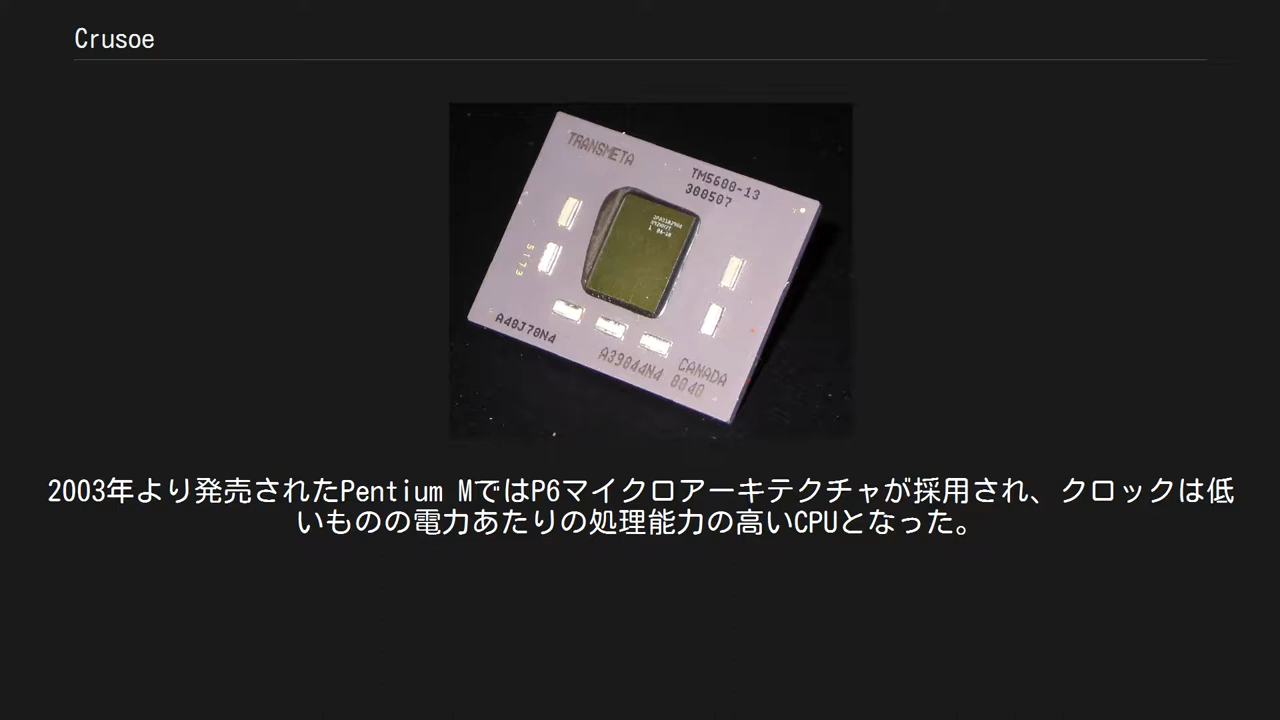 Crusoe
TRANSMETA
TM5600-13
300507
5173
A40J70N4
A39044N4 0040
CANADA
2003年より発売されたPentium MではP6マイクロアーキテクチャが採用され、クロックは低
いものの電力あたりの処理能力の高いCPUとなった。